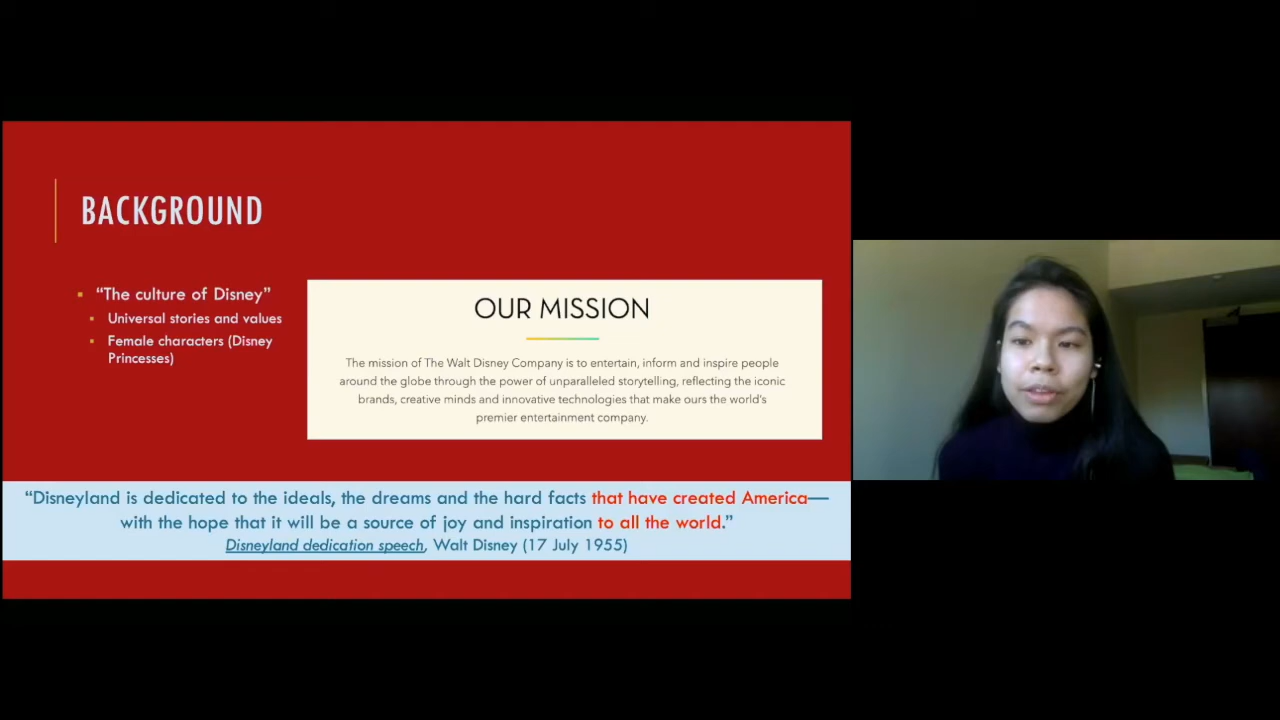 BACKGROUND
“The culture of Disney”
Universal stories and values
Female characters (Disney
Princesses)
OUR MISSION
The mission of The Walt Disney Company is to entertain, inform and inspire people
around the globe through the power of unparalleled storytelling, reflecting the iconic
brands, creative minds and innovative technologies that make ours the world's
premier entertainment company.
“Disneyland is dedicated to the ideals, the dreams and the hard facts that have created America—
with the hope that it will be a source of joy and inspiration to all the world.”
Disneyland dedication speech, Walt Disney (17 July 1955)